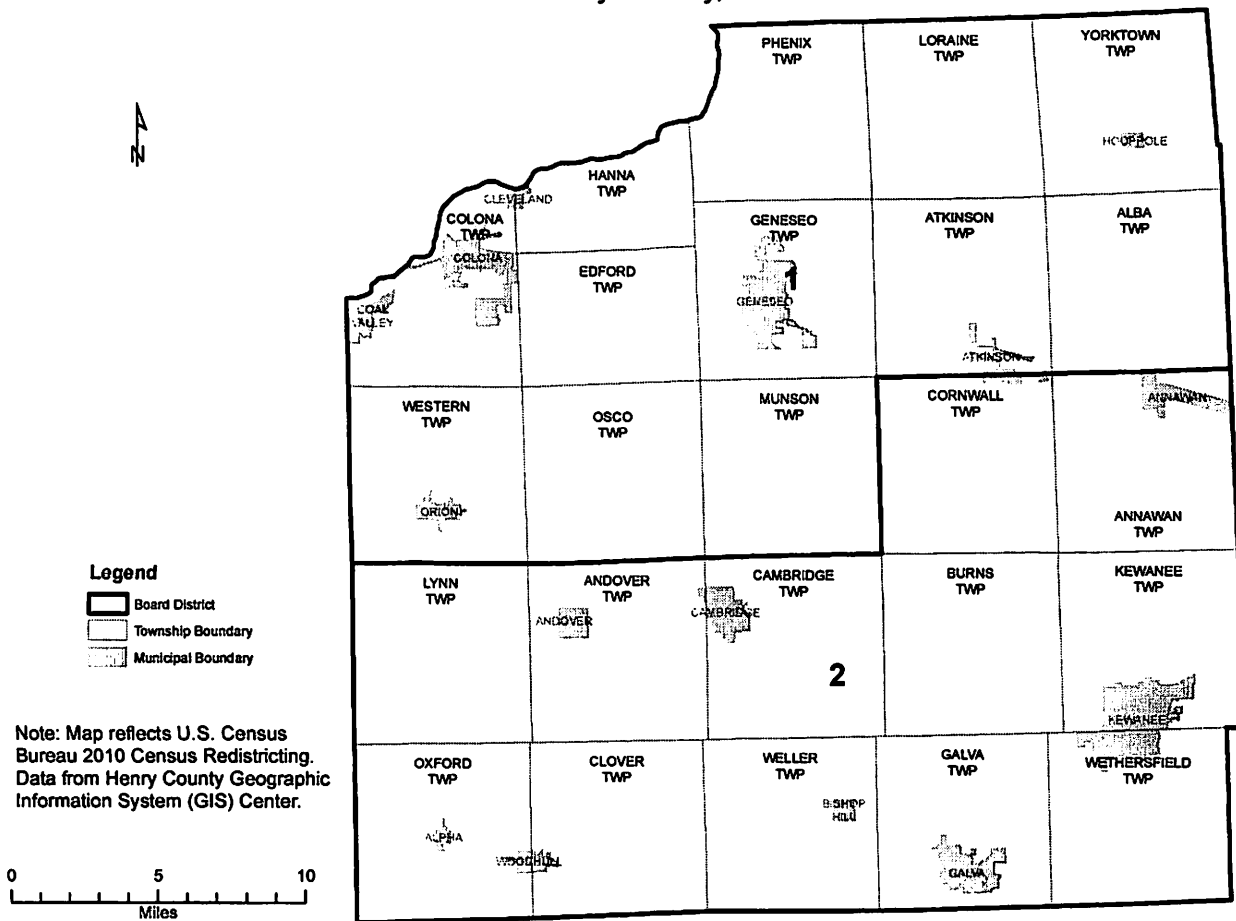 PHENIX
TWP
LORAINE
TWP
YORKTOWN
TWP
N
HOOPPOLE
HANNA
TWP
CLEVELAND
COLONA
TWP
COLONA
GENESEO
TWP
ATKINSON
TWP
ALBA
TWP
EDFORD
TWP
1
GENESEO
COAL
VALLEY
ATKINSON
WESTERN
TWP
OSCO
TWP
MUNSON
TWP
CORNWALL
TWP
ANNAWAN
ORION
ANNAWAN
TWP
Legend
Board District
Township Boundary
Municipal Boundary
LYNN
TWP
ANDOVER
TWP
CAMBRIDGE
TWP
BURNS
TWP
KEWANEE
TWP
ANDOVER
CAMBRIDGE
2
KEWANEE
Note: Map reflects U.S. Census
Bureau 2010 Census Redistricting.
Data from Henry County Geographic
Information System (GIS) Center.
OXFORD
TWP
CLOVER
TWP
WELLER
TWP
GALVA
TWP
WETHERSFIELD
TWP
BISHOP
HILL
ALPHA
WOODHULL
GALVA
0 5 10
Miles